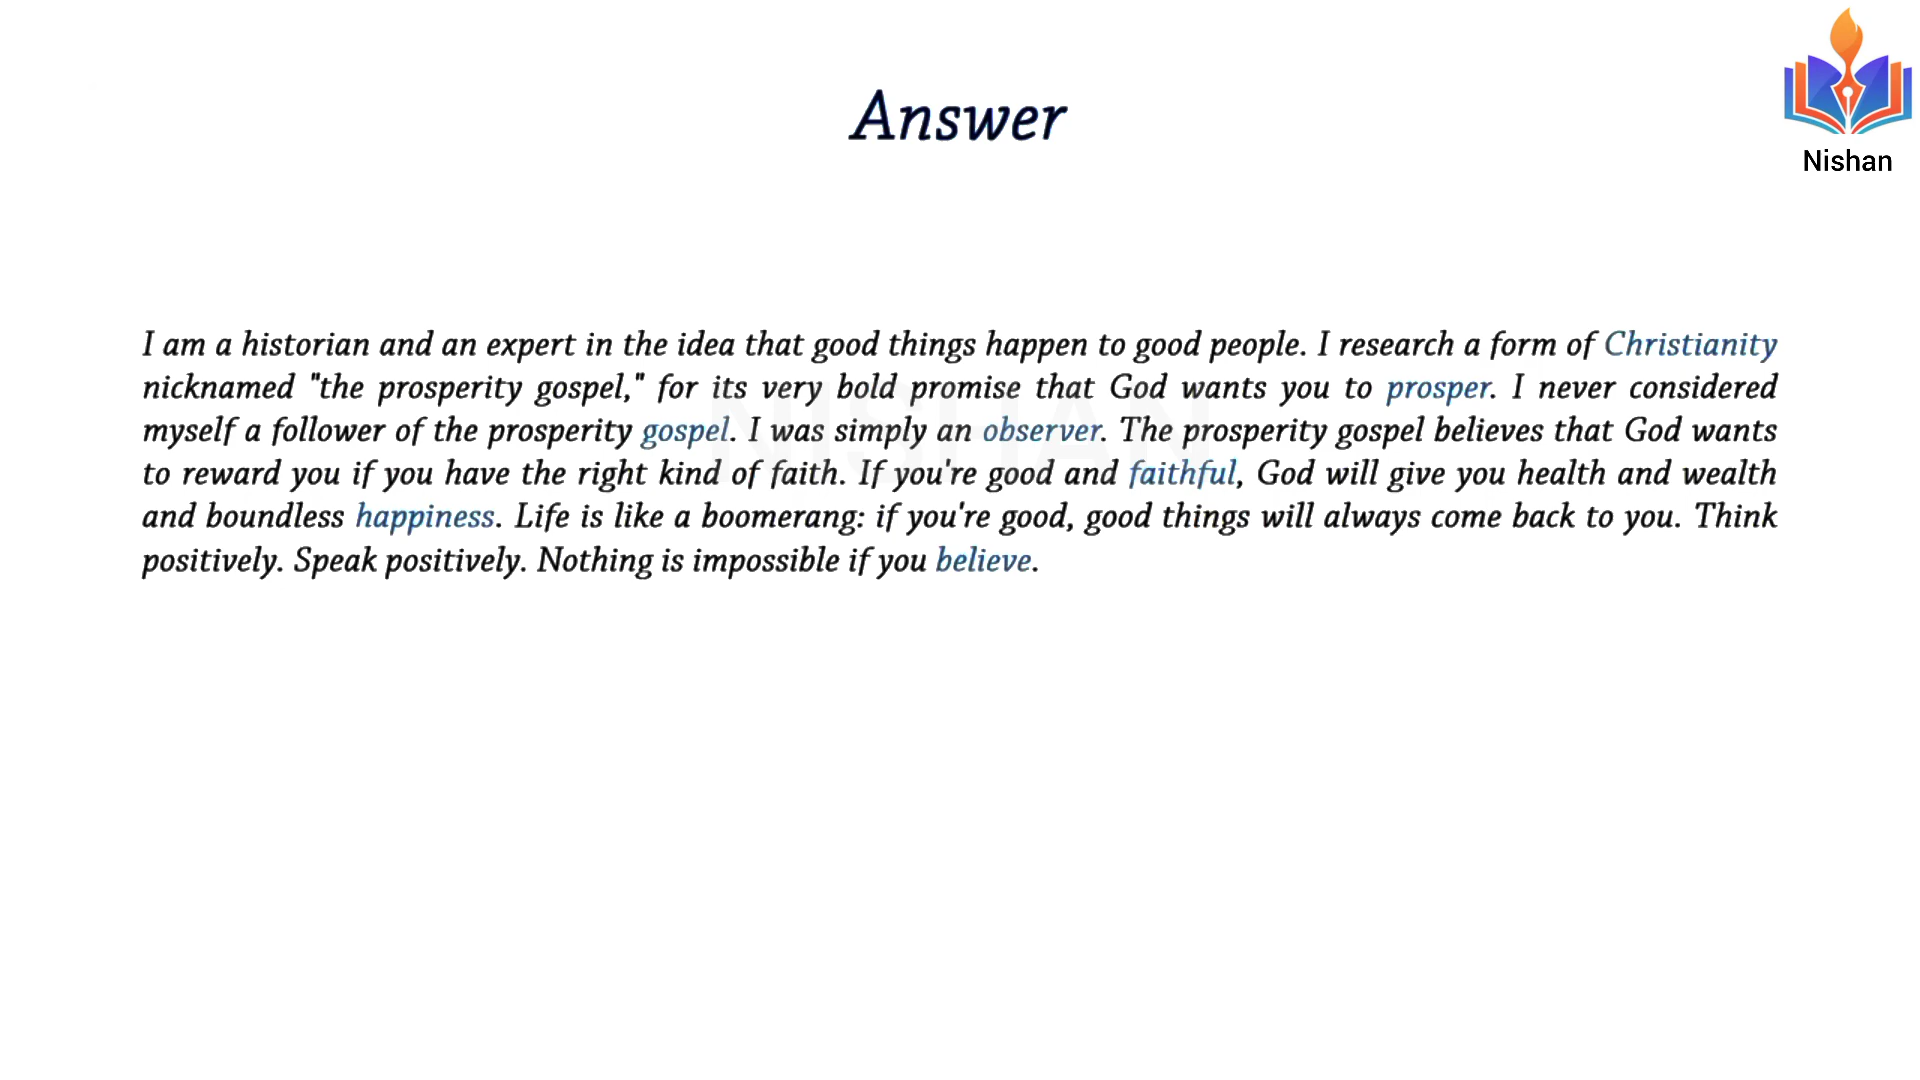 Answer
Nishan
I am a historian and an expert in the idea that good things happen to good people. I research a form of Christianity
nicknamed "the prosperity gospel," for its very bold promise that God wants you to prosper. I never considered
myself a follower of the prosperity gospel. I was simply an observer. The prosperity gospel believes that God wants
to reward you if you have the right kind of faith. If you're good and faithful, God will give you health and wealth
and boundless happiness. Life is like a boomerang: if you're good, good things will always come back to you. Think
positively. Speak positively. Nothing is impossible if you believe.
NISHAN